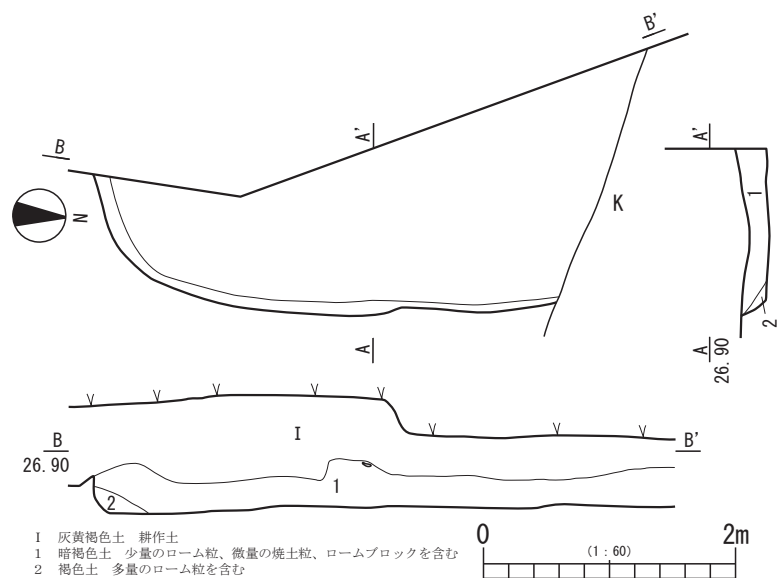 B'
A'
B
A'
N
K
1
2
A
A
26.90
I
B
26.90
B'
1
2
I 灰黄褐色土 耕作土
1 暗褐色土 少量のローム粒、微量の焼土粒、ロームブロックを含む
2 褐色土 多量のローム粒を含む
0
2m
(1:60)